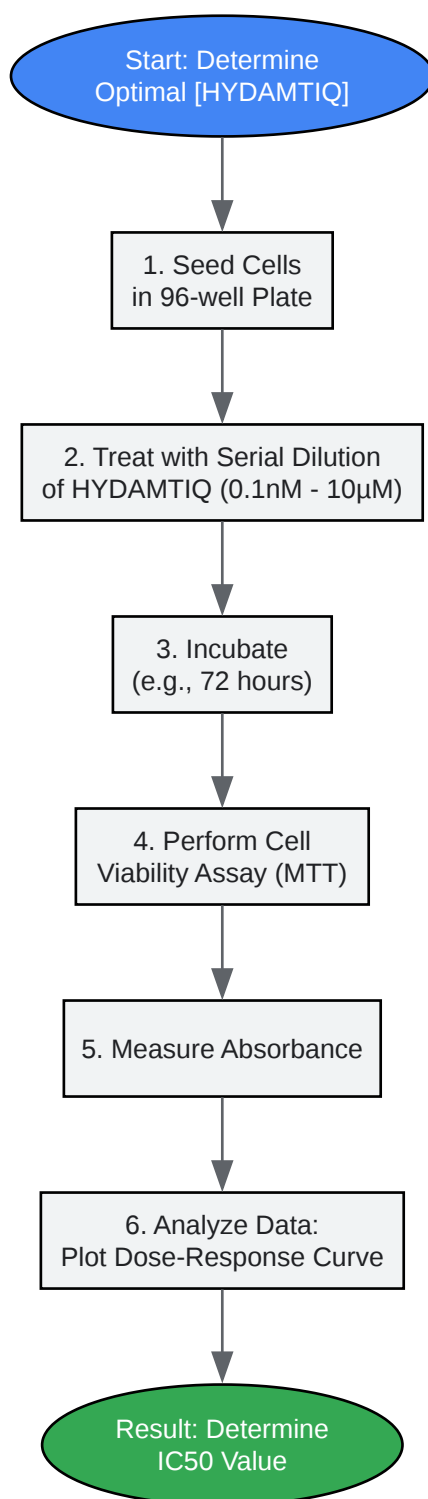 Start: Determine
Optimal [HYDAMTIQ]
1. Seed Cells
in 96-well Plate
2. Treat with Serial Dilution
of HYDAMTIQ (0.1nM - 10µM)
3. Incubate
(e.g., 72 hours)
4. Perform Cell
Viability Assay (MTT)
5. Measure Absorbance
6. Analyze Data:
Plot Dose-Response Curve
Result: Determine
IC50 Value